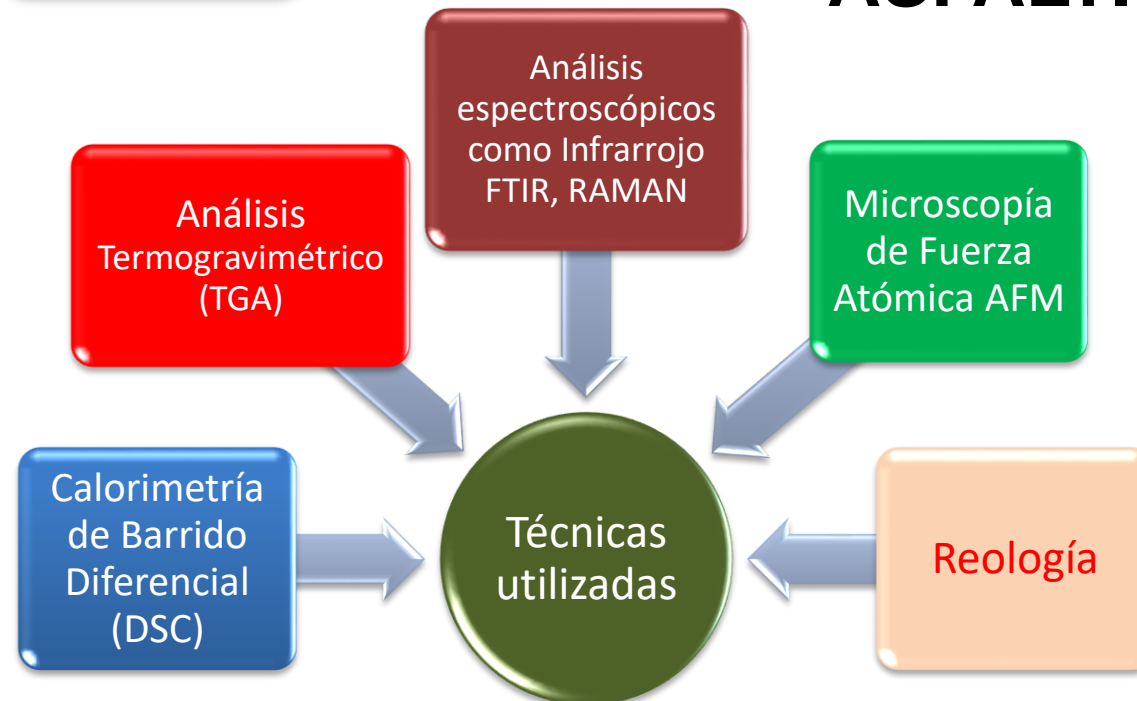 Análisis
espectroscópicos
como Infrarrojo
FTIR, RAMAN
Análisis
Termogravimétrico
(TGA)
Microscopía
de Fuerza
Atómica AFM
Calorimetría
de Barrido
Diferencial
(DSC)
Técnicas
utilizadas
Reología